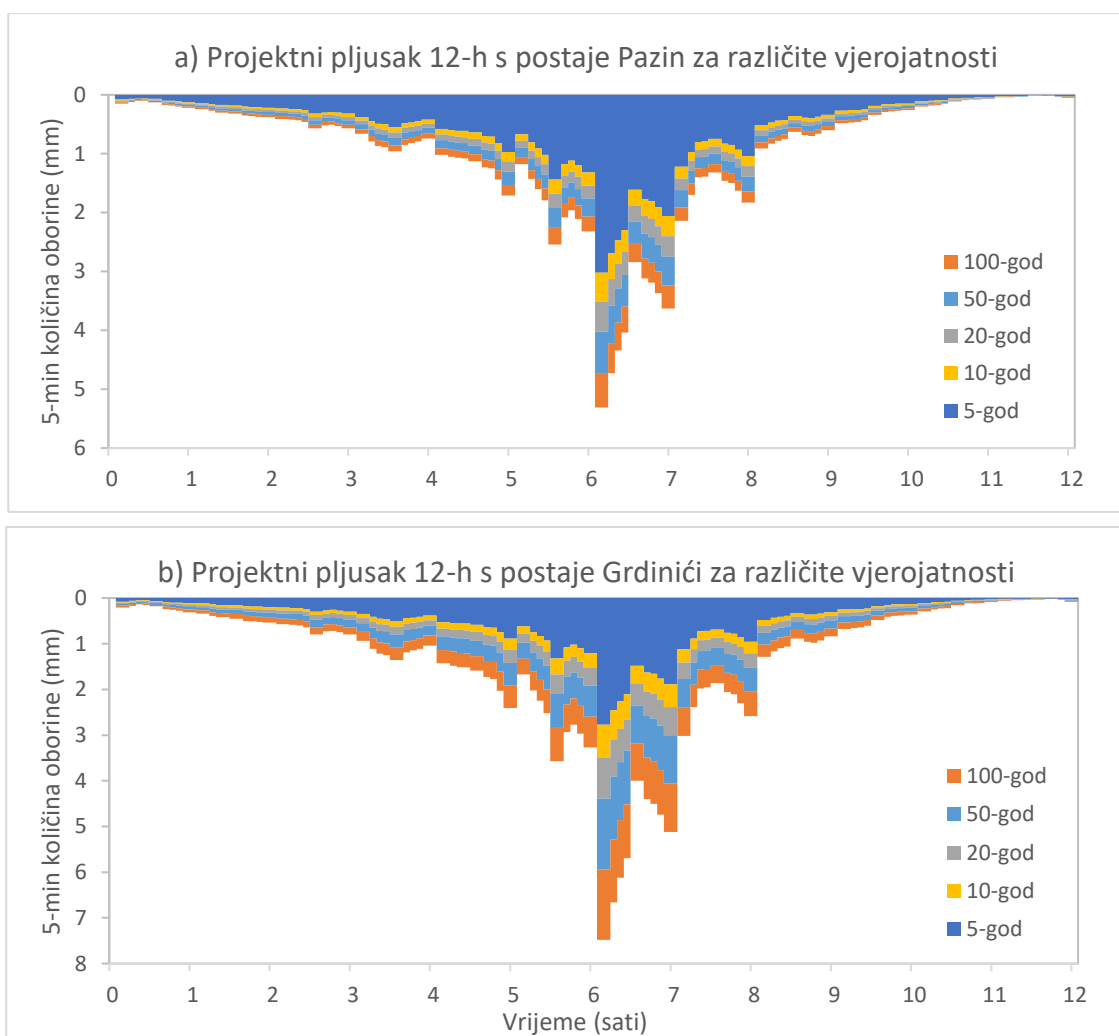 a) Projektni pljusak 12-h s postaje Pazin za različite vjerojatnosti
5-min količina oborine (mm)
0
1
2
3
4
5
6
100-god
50-god
20-god
10-god
5-god
0 1 2 3 4 5 6 7 8 9 10 11 12
b) Projektni pljusak 12-h s postaje Grdinići za različite vjerojatnosti
5-min količina oborine (mm)
0
1
2
3
4
5
6
7
8
100-god
50-god
20-god
10-god
5-god
0 1 2 3 4 5 6 7 8 9 10 11 12
Vrijeme (sati)